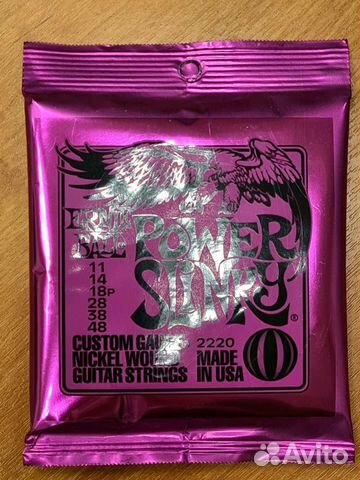 ERNIE
BALL
POWER
SLINKY
®
11
14
18P
28
38
48
CUSTOM GAUGE
NICKEL WOUND
GUITAR STRINGS
2220
MADE
IN USA
Avito